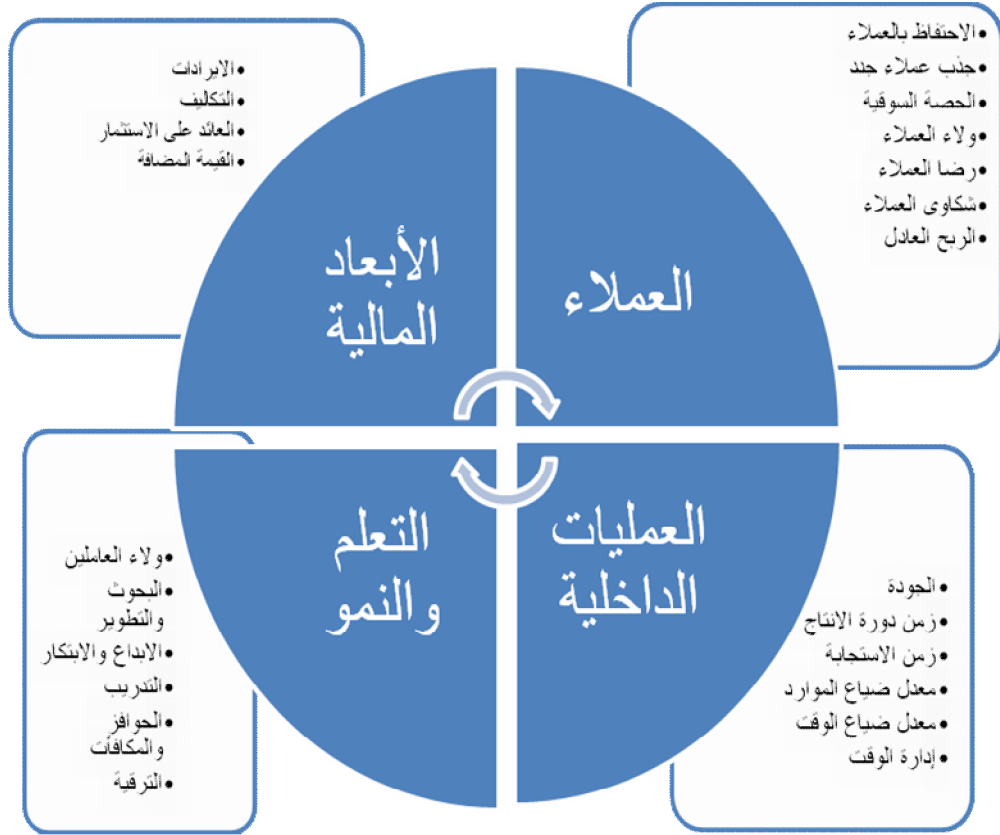 •الاحتفاظ بالعملاء
•جذب عملاء جدد
•الحصة السوقية
•ولاء العملاء
•رضا العملاء
•شكاوى العملاء
•الربح العادل
العملاء
•الايرادات
•التكاليف
•العائد على الاستثمار
•القيمة المضافة
الأبعاد
المالية
العمليات
الداخلية
•الجودة
•زمن دورة الانتاج
•زمن الاستجابة
•معدل ضياع الموارد
•معدل ضياع الوقت
•إدارة الوقت
التعلم
والنمو
•ولاء العاملين
•البحوث
والتطوير
•الابداع والابتكار
•التدريب
•الحوافز
والمكافآت
•الترقية